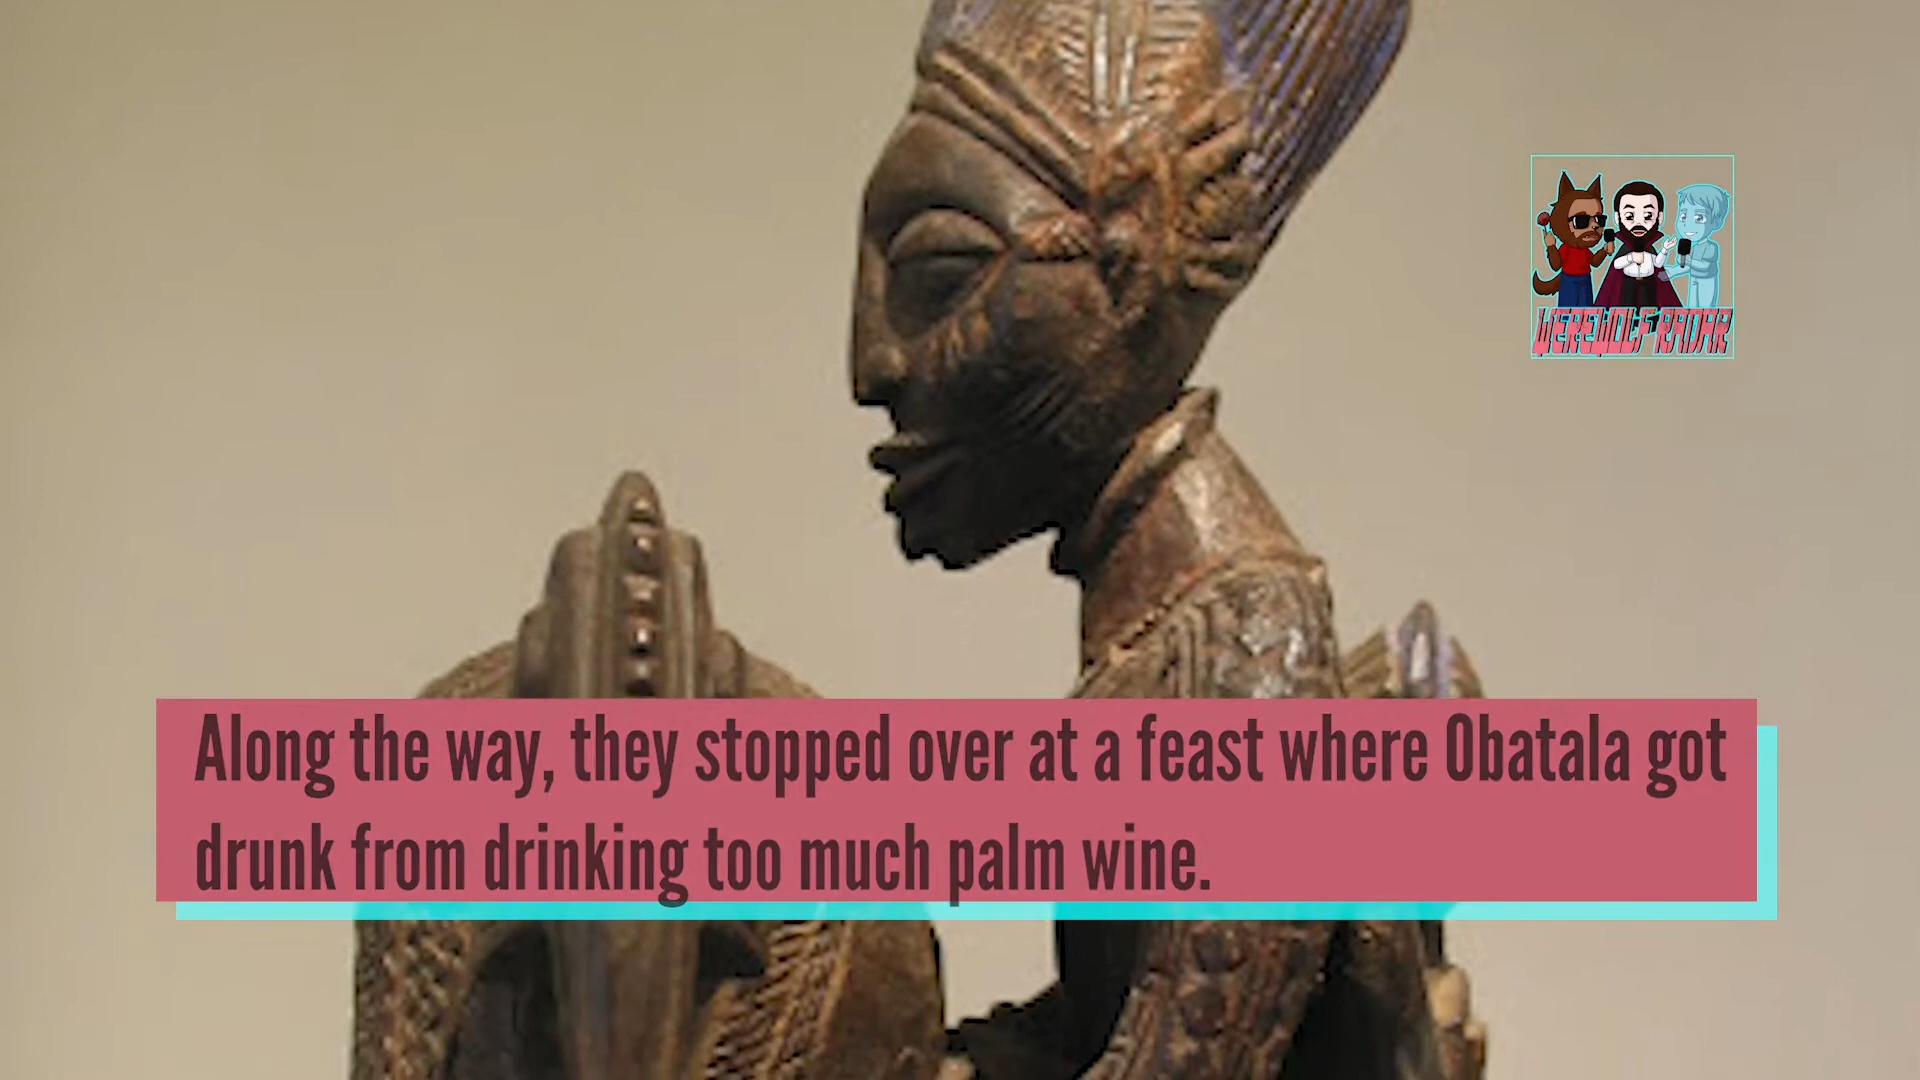 WEREWOLF RADAR
Along the way, they stopped over at a feast where Obatala got
drunk from drinking too much palm wine.